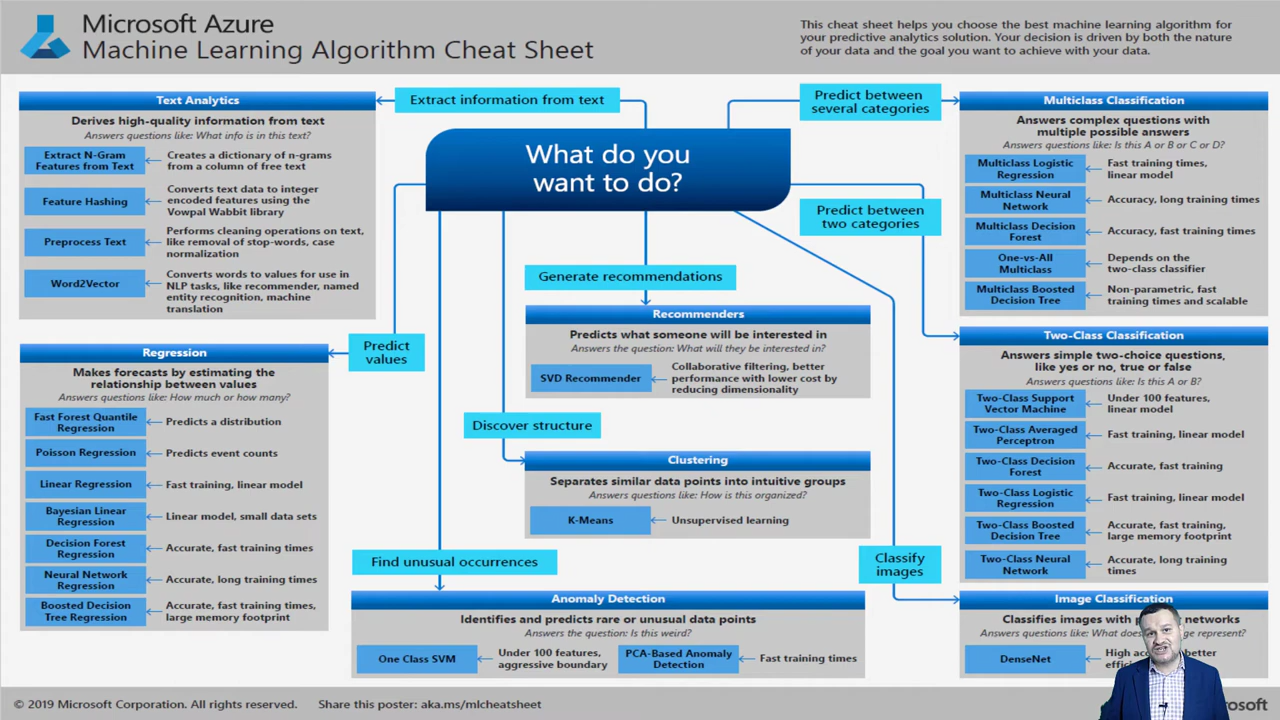 Microsoft Azure
Machine Learning Algorithm Cheat Sheet
This cheat sheet helps you choose the best machine learning algorithm for
your predictive analytics solution. Your decision is driven by both the nature
of your data and the goal you want to achieve with your data.
What do you
want to do?
Extract information from text
Text Analytics
Derives high-quality information from text
Answers questions like: What info is in this text?
Extract N-Gram
Features from Text
Creates a dictionary of n-grams
from a column of free text
Feature Hashing
Converts text data to integer
encoded features using the
Vowpal Wabbit library
Preprocess Text
Performs cleaning operations on text,
like removal of stop-words, case
normalization
Word2Vector
Converts words to values for use in
NLP tasks, like recommender, named
entity recognition, machine
translation
Predict
values
Regression
Makes forecasts by estimating the
relationship between values
Answers questions like: How much or how many?
Fast Forest Quantile
Regression
Predicts a distribution
Poisson Regression
Predicts event counts
Linear Regression
Fast training, linear model
Bayesian Linear
Regression
Linear model, small data sets
Decision Forest
Regression
Accurate, fast training times
Neural Network
Regression
Accurate, long training times
Boosted Decision
Tree Regression
Accurate, fast training times,
large memory footprint
Generate recommendations
Recommenders
Predicts what someone will be interested in
Answers the question: What will they be interested in?
SVD Recommender
Collaborative filtering, better
performance with lower cost by
reducing dimensionality
Discover structure
Clustering
Separates similar data points into intuitive groups
Answers questions like: How is this organized?
K-Means
Unsupervised learning
Find unusual occurrences
Anomaly Detection
Identifies and predicts rare or unusual data points
Answers the question: Is this weird?
One Class SVM
Under 100 features,
aggressive boundary
PCA-Based Anomaly
Detection
Fast training times
Predict between
several categories
Multiclass Classification
Answers complex questions with
multiple possible answers
Answers questions like: Is this A or B or C or D?
Multiclass Logistic
Regression
Fast training times,
linear model
Multiclass Neural
Network
Accuracy, long training times
Multiclass Decision
Forest
Accuracy, fast training times
One-vs-All
Multiclass
Depends on the
two-class classifier
Multiclass Boosted
Decision Tree
Non-parametric, fast
training times and scalable
Predict between
two categories
Two-Class Classification
Answers simple two-choice questions,
like yes or no, true or false
Answers questions like: Is this A or B?
Two-Class Support
Vector Machine
Under 100 features,
linear model
Two-Class Averaged
Perceptron
Fast training, linear model
Two-Class Decision
Forest
Accurate, fast training
Two-Class Logistic
Regression
Fast training, linear model
Two-Class Boosted
Decision Tree
Accurate, fast training,
large memory footprint
Two-Class Neural
Network
Accurate, long training
times
Classify
images
Image Classification
Classifies images with networks
Answers questions like: What represent?
DenseNet
High better
© 2019 Microsoft Corporation. All rights reserved.
Share this poster: aka.ms/mlcheatsheet